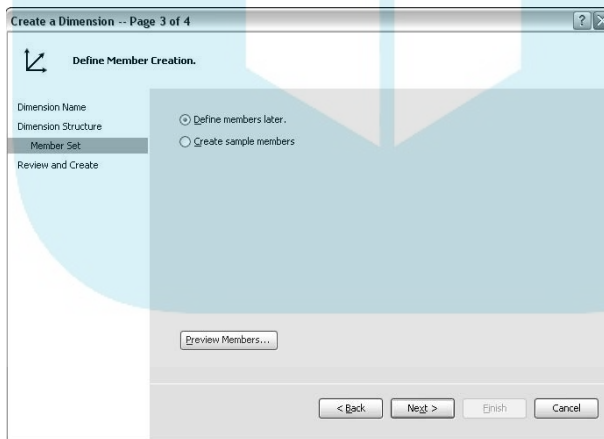 Create a Dimension -- Page 3 of 4
Define Member Creation.
Dimension Name
Dimension Structure
Member Set
Review and Create
Define members later.
Create sample members
Preview Members...
< Back
Next >
Finish
Cancel